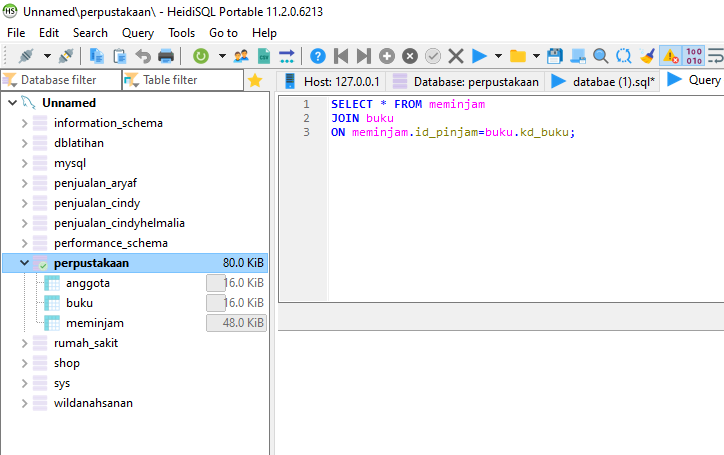 Unnamed\perpustakaan\ - HeidiSQL Portable 11.2.0.6213
File Edit Search Query Tools Go to Help
Database filter Table filter
Host: 127.0.0.1 Database: perpustakaan databae (1).sql* Query
Unnamed
information_schema
dblatihan
mysql
penjualan_aryaf
penjualan_cindy
penjualan_cindyhelmalia
performance_schema
perpustakaan 80.0 KiB
anggota 16.0 KiB
buku 16.0 KiB
meminjam 48.0 KiB
rumah_sakit
shop
sys
wildanahsanan
1 SELECT * FROM meminjam
2 JOIN buku
3 ON meminjam.id_pinjam=buku.kd_buku;